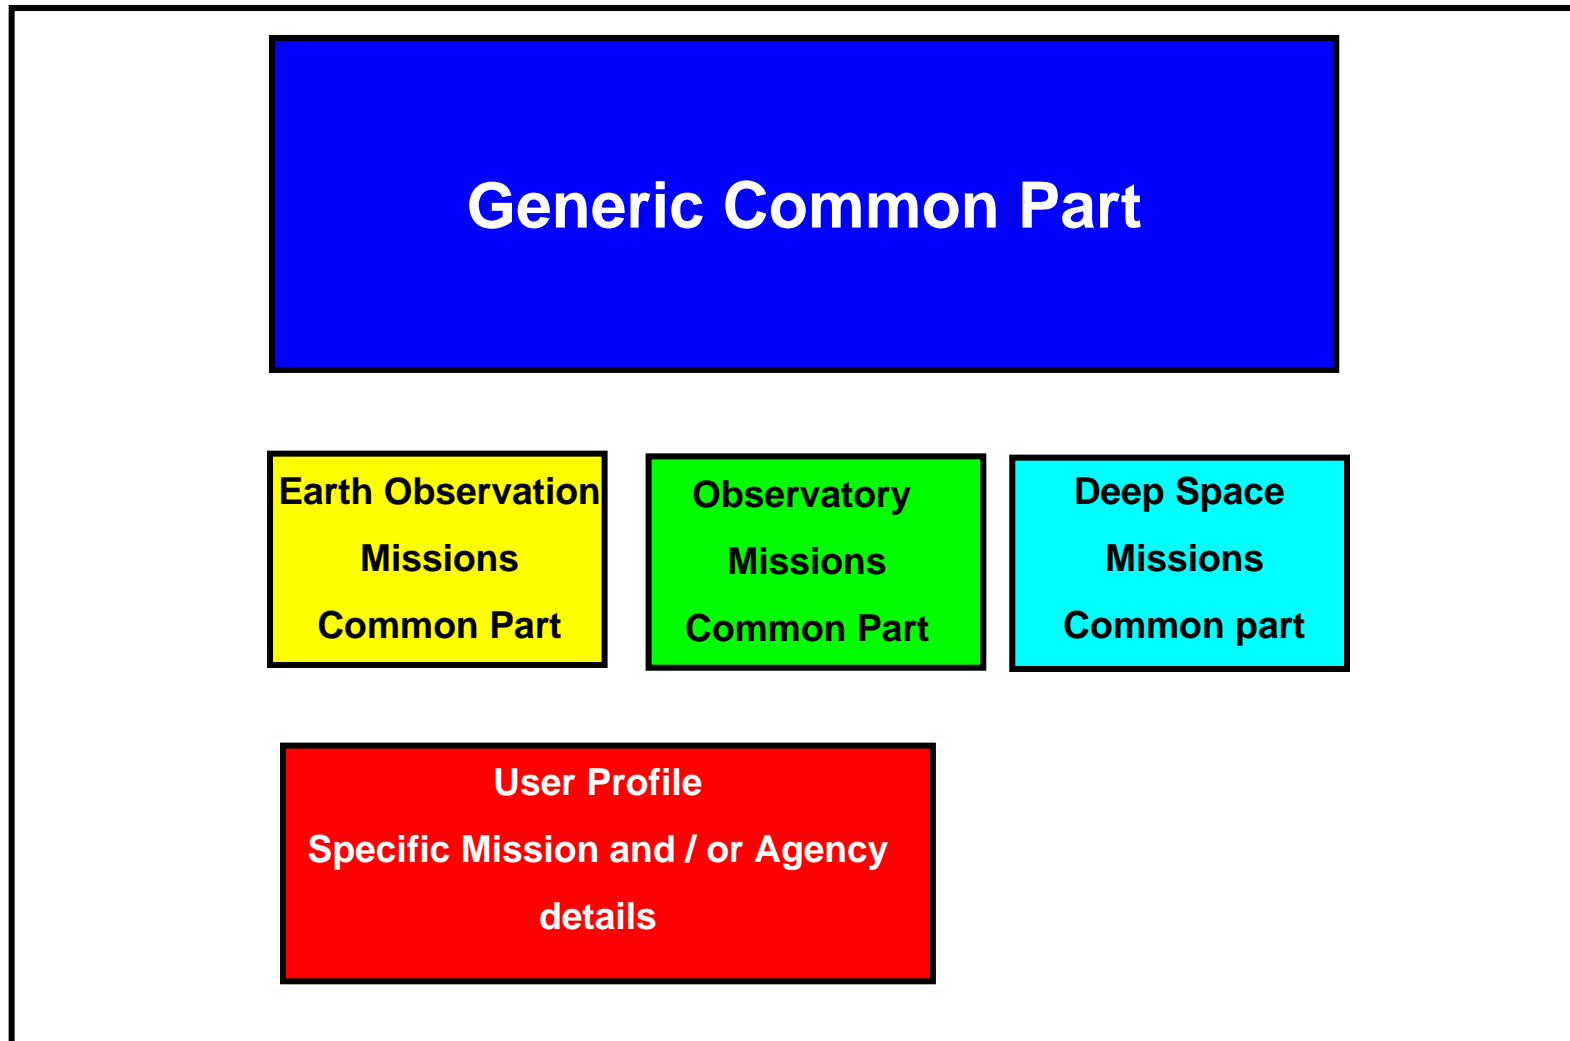 Generic Common Part
Earth Observation
Missions
Common Part
Observatory
Missions
Common Part
Deep Space
Missions
Common part
User Profile
Specific Mission and / or Agency
details